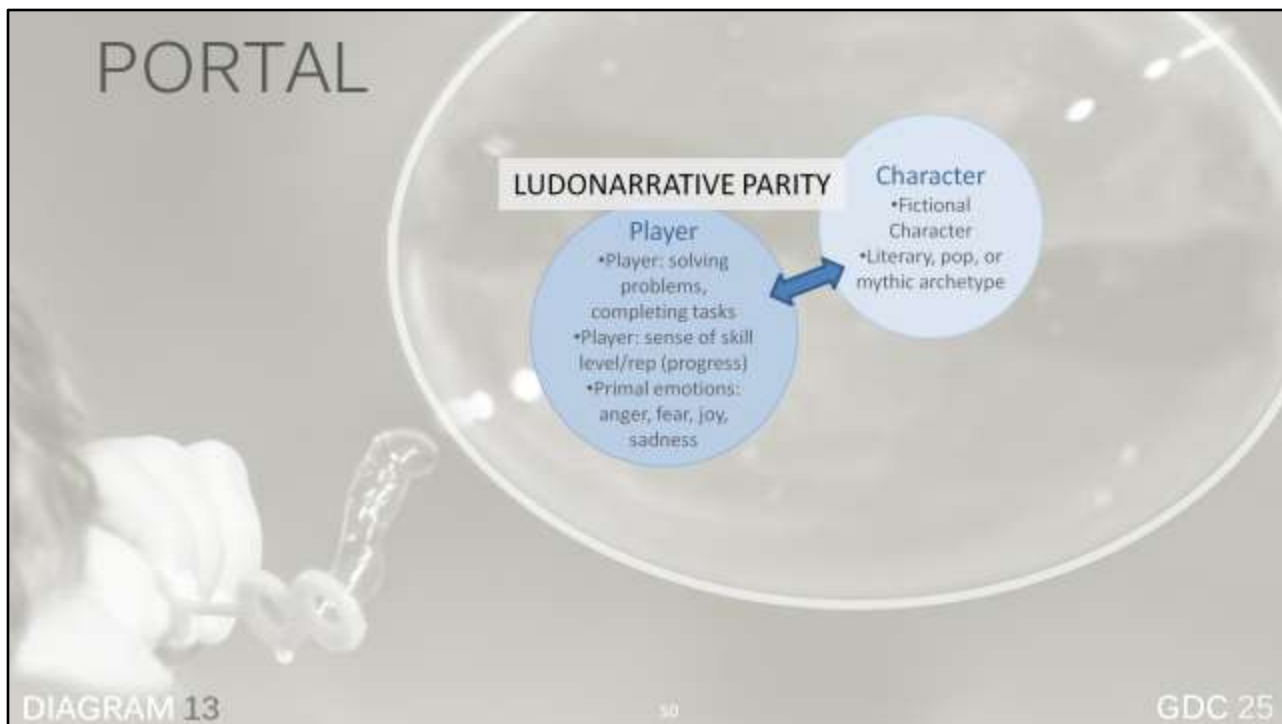 PORTAL
LUDONARRATIVE PARITY
Character
•Fictional
Character
•Literary, pop, or
mythic archetype
Player
•Player: solving
problems,
completing tasks
•Player: sense of skill
level/rep (progress)
•Primal emotions:
anger, fear, joy,
sadness
DIAGRAM 13
50
GDC 25